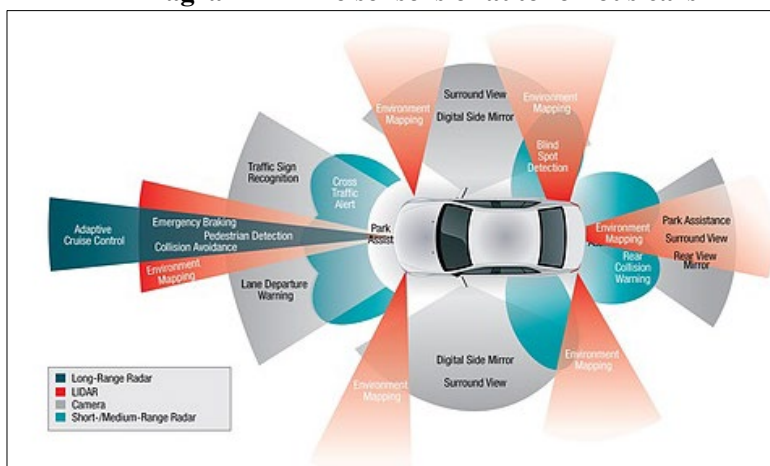 Environment
Mapping
Surround View
Digital Side Mirror
Environment
Mapping
Blind
Spot
Detection
Traffic Sign
Recognition
Cross
Traffic
Alert
Adaptive
Cruise Control
Emergency Braking
Pedestrian Detection
Collision Avoidance
Environment
Mapping
Park
Assist
Lane Departure
Warning
Environment
Mapping
Rear
Collision
Warning
Park Assistance
Surround View
Rear View
Mirror
Digital Side Mirror
Surround View
Environment
Mapping
Environment
Mapping
Long-Range Radar
LIDAR
Camera
Short-/Medium-Range Radar